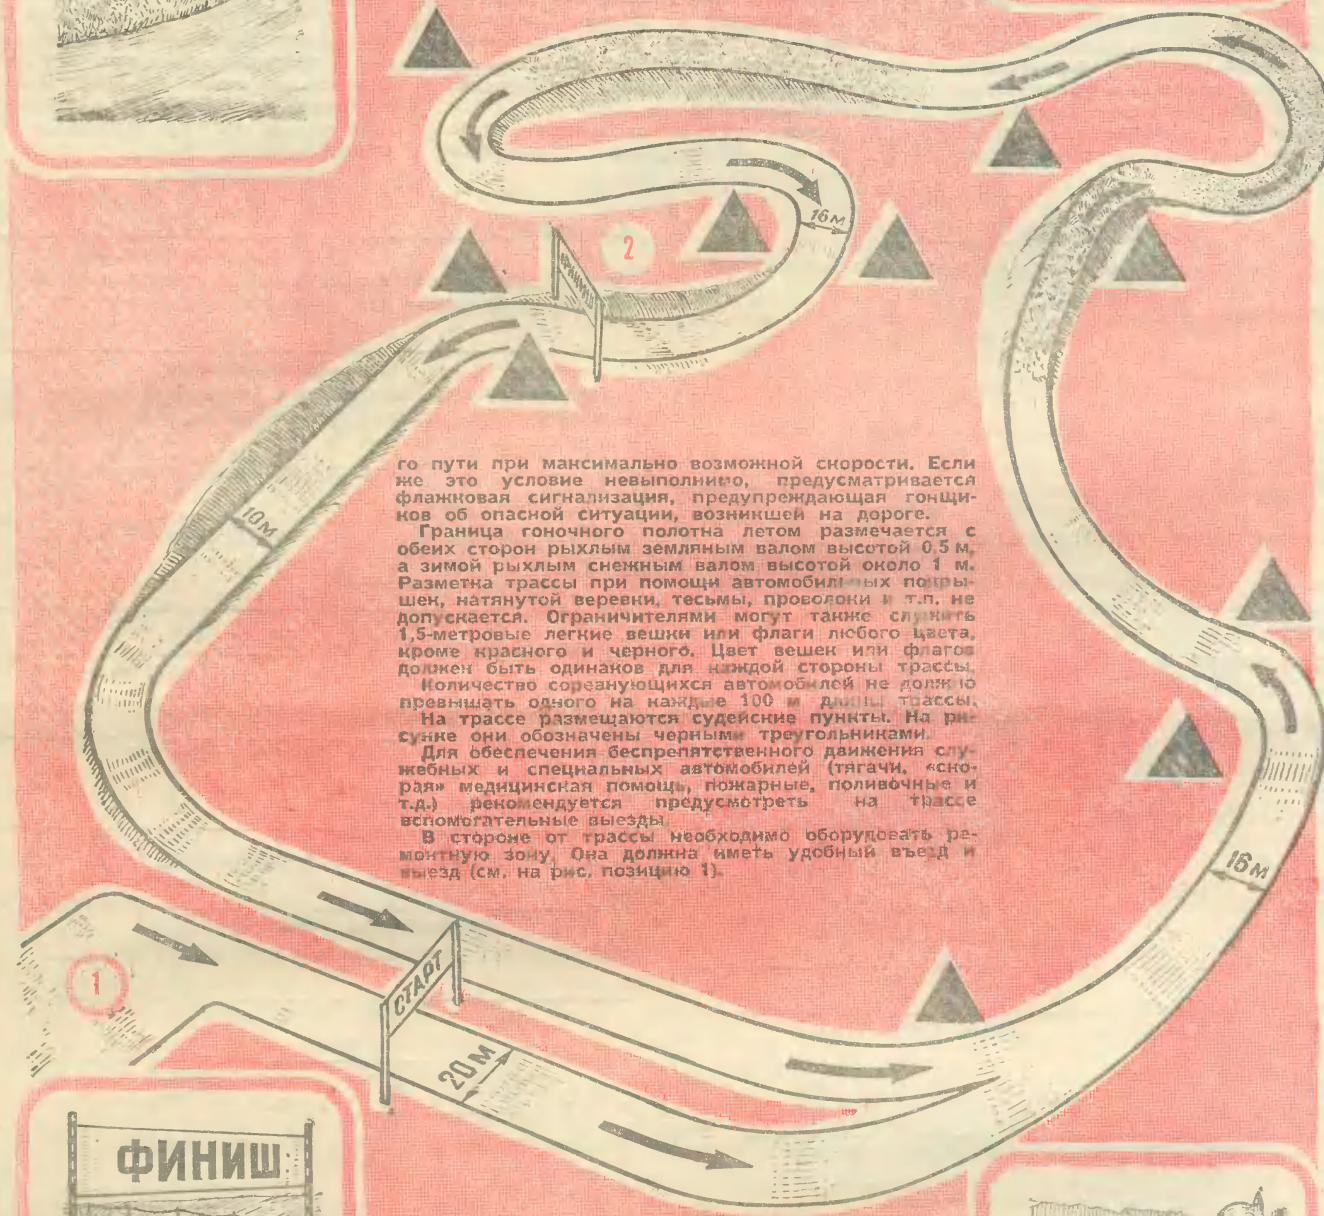 16м
2
го пути при максимально возможной скорости. Если
же это условие невыполнимо, предусматривается
флажковая сигнализация, предупреждающая гонщи-
ков об опасной ситуации, возникшей на дороге.
Граница гоночного полотна летом размечается с
обеих сторон рыхлым земляным валом высотой 0,5 м,
а зимой рыхлым снежным валом высотой около 1 м.
Разметка трассы при помощи автомобильных покры-
шек, натянутой веревки, тесьмы, проволоки и т.п. не
допускается. Ограничителями могут также служить
1,5-метровые легкие вешки или флаги любого цвета,
кроме красного и черного. Цвет вешек или флагов
должен быть одинаков для каждой стороны трассы.
Количество соревнующихся автомобилей не должно
превышать одного на каждые 100 м длины трассы.
На трассе размещаются судейские пункты. На ри-
сунке они обозначены черными треугольниками.
Для обеспечения беспрепятственного движения слу-
жебных и специальных автомобилей (тягачи, «ско-
рая» медицинская помощь, пожарные, поливочные и
т.д.) рекомендуется предусмотреть на трассе
вспомогательные выезды.
В стороне от трассы необходимо оборудовать ре-
монтную зону. Она должна иметь удобный въезд и
выезд (см. на рис. позицию 1).
16м
1
СТАРТ
20м
ФИНИШ